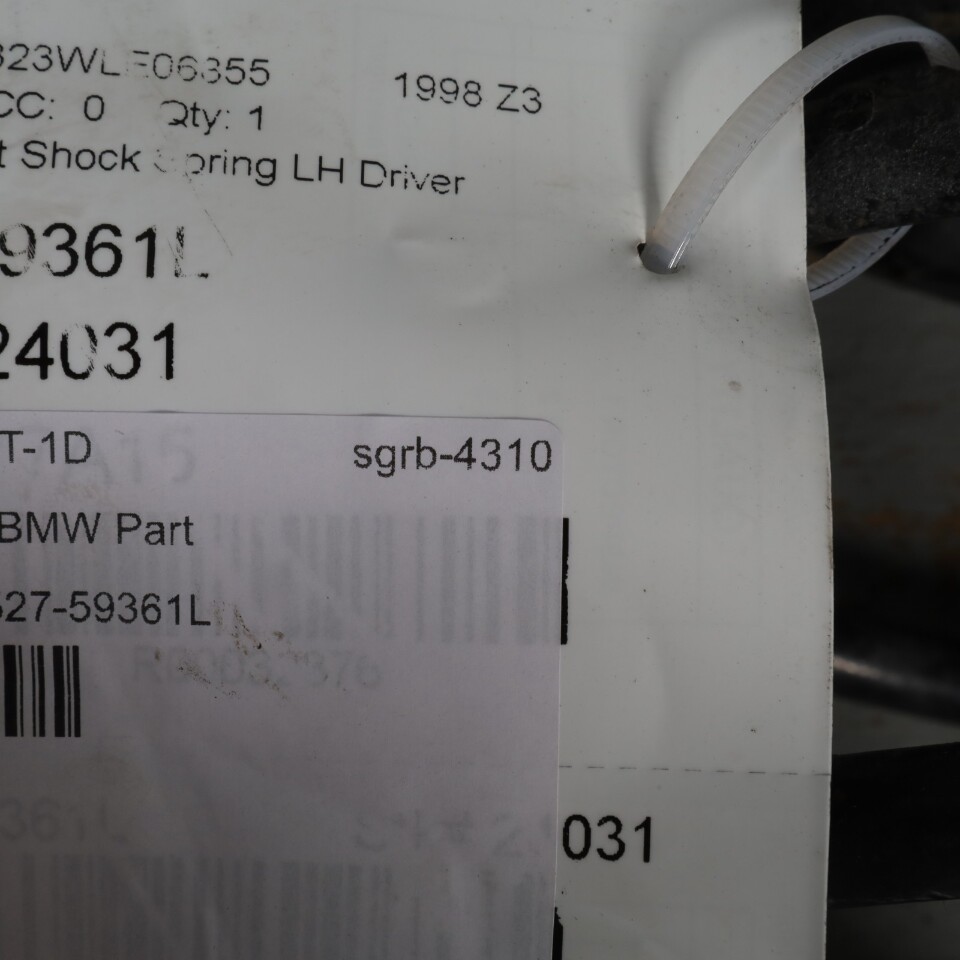 1998 Z3
CC: 0 Qty: 1
Shock Spring LH Driver
9361L
24031
T-1D sgrb-4310
BMW Part
527-59361L
031